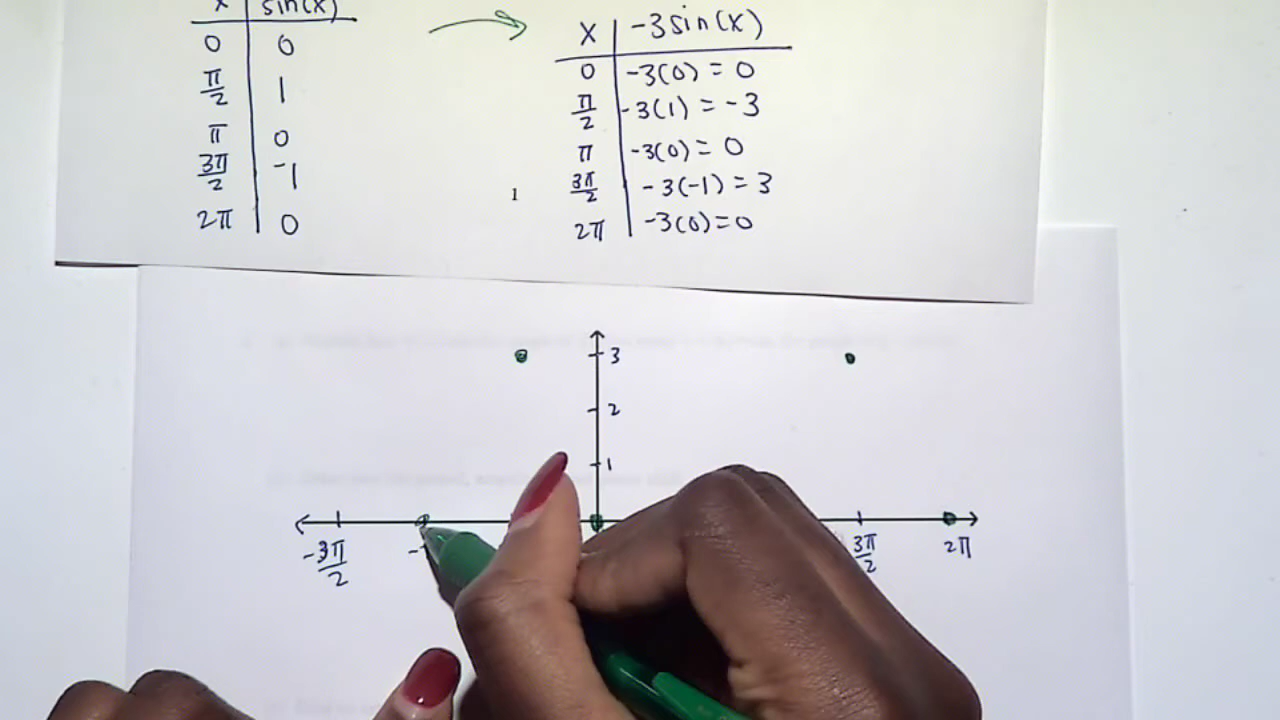 x | sin(x)
0 | 0
π/2 | 1
π | 0
3π/2 | -1
2π | 0
x | -3sin(x)
0 | -3(0) = 0
π/2 | -3(1) = -3
π | -3(0) = 0
3π/2 | -3(-1) = 3
2π | -3(0)=0
1
3
2
1
-3π/2
3π/2
2π